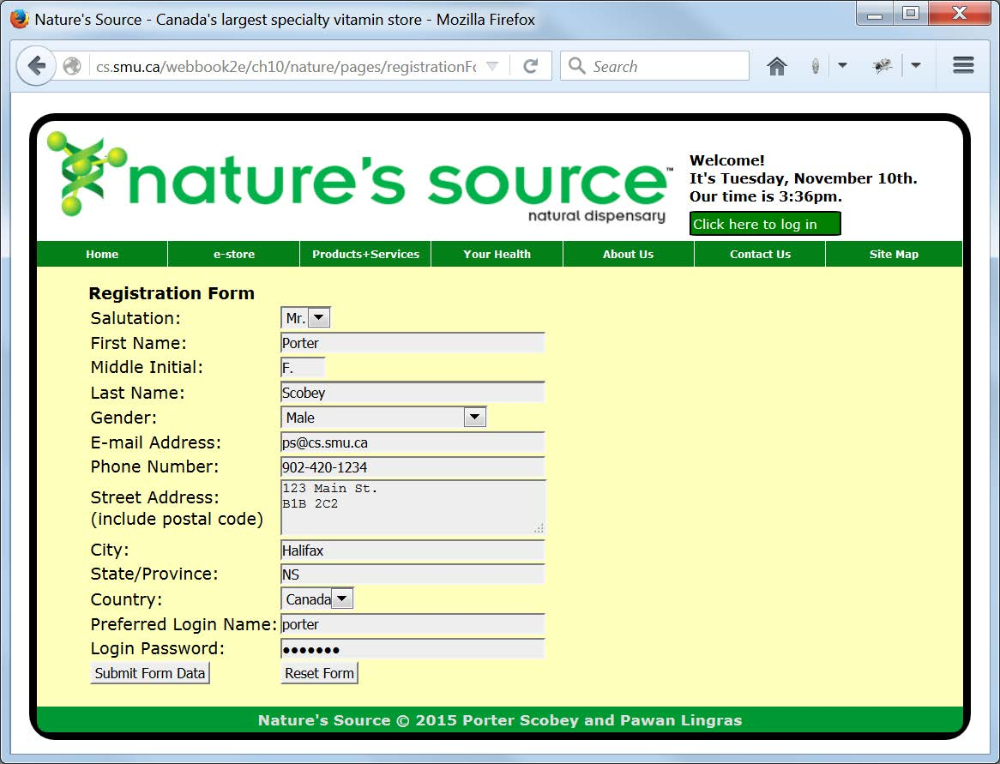 Nature's Source - Canada's largest specialty vitamin store - Mozilla Firefox
cs.smu.ca/webbook2e/ch10/nature/pages/registrationFo
Search
nature's source™
natural dispensary
Welcome!
It's Tuesday, November 10th.
Our time is 3:36pm.
Click here to log in
Home e-store Products+Services Your Health About Us Contact Us Site Map
Registration Form
Salutation: Mr.
First Name: Porter
Middle Initial: F.
Last Name: Scobey
Gender: Male
E-mail Address: ps@cs.smu.ca
Phone Number: 902-420-1234
Street Address: 123 Main St.
(include postal code) B1B 2C2
City: Halifax
State/Province: NS
Country: Canada
Preferred Login Name: porter
Login Password: •••••••
Submit Form Data Reset Form
Nature's Source © 2015 Porter Scobey and Pawan Lingras